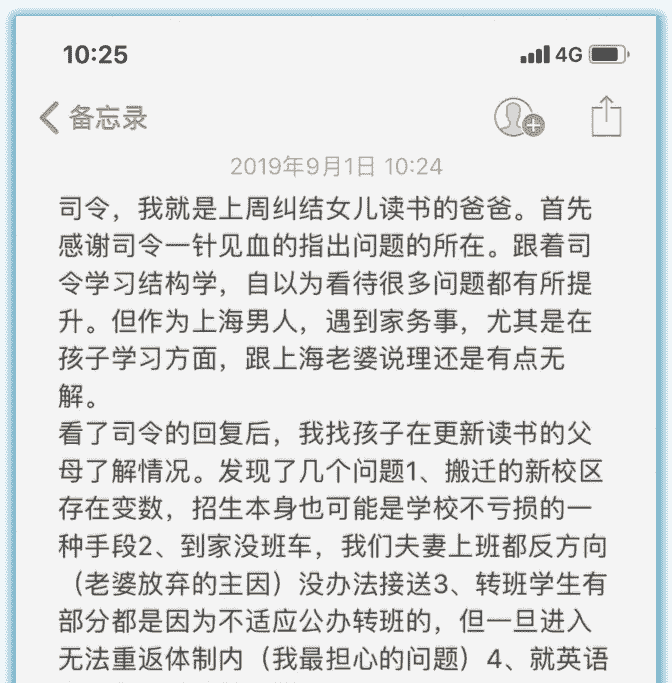 10:25
4G
备忘录
2019年9月1日 10:24
司令，我就是上周纠结女儿读书的爸爸。首先
感谢司令一针见血的指出问题的所在。跟着司
令学习结构学，自以为看待很多问题都有所提
升。但作为上海男人，遇到家务事，尤其是在
孩子学习方面，跟上海老婆说理还是有点无
解。
看了司令的回复后，我找孩子在更新读书的父
母了解情况。发现了几个问题1、搬迁的新校区
存在变数，招生本身也可能是学校不亏损的一
种手段2、到家没班车，我们夫妻上班都反方向
（老婆放弃的主因）没办法接送3、转班学生有
部分都是因为不适应公办转班的，但一旦进入
无法重返体制内（我最担心的问题）4、就英语